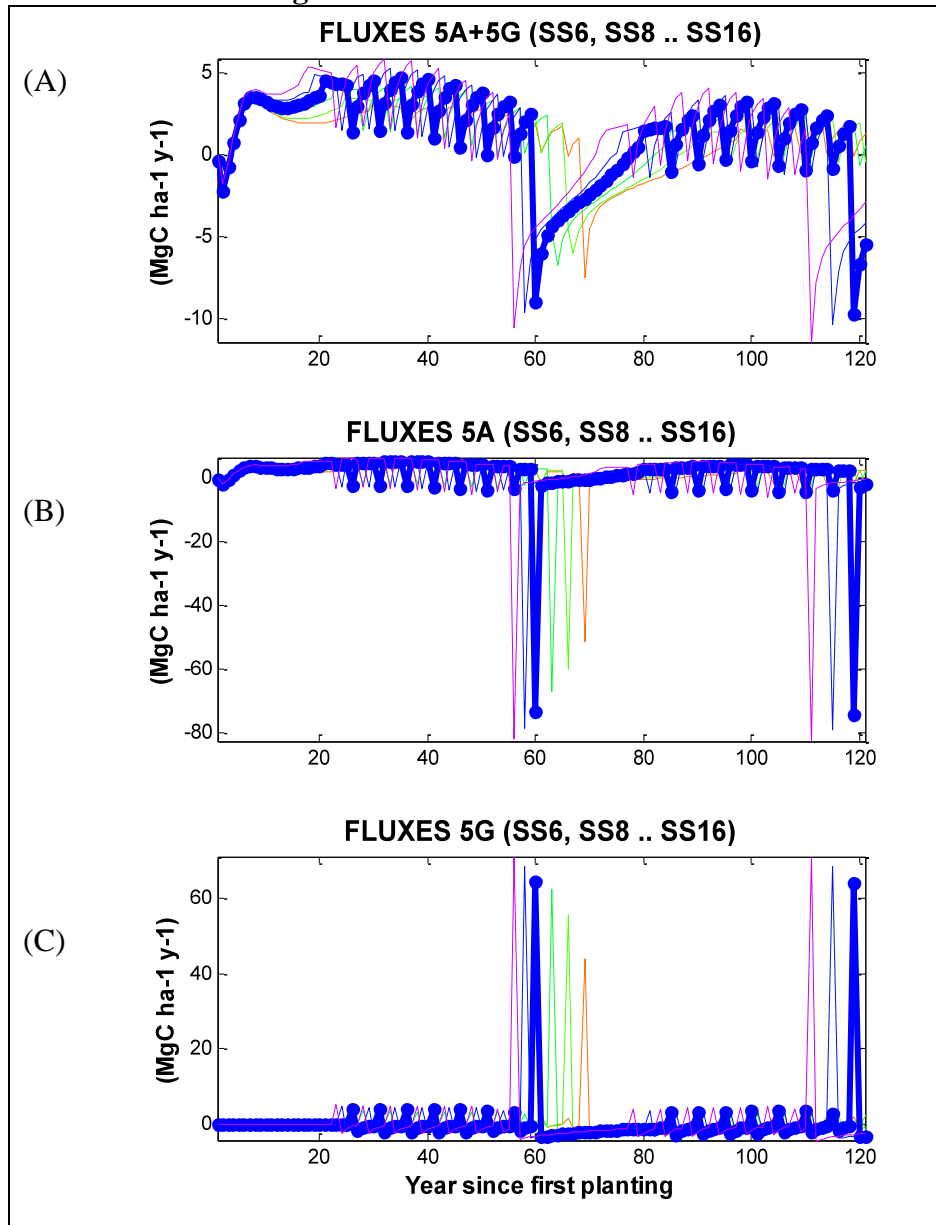 (A)
FLUXES 5A+5G (SS6, SS8 .. SS16)
(MgC ha-1 y-1)
5
0
-5
-10
20 40 60 80 100 120
(B)
FLUXES 5A (SS6, SS8 .. SS16)
(MgC ha-1 y-1)
0
-20
-40
-60
-80
20 40 60 80 100 120
(C)
FLUXES 5G (SS6, SS8 .. SS16)
(MgC ha-1 y-1)
60
40
20
0
20 40 60 80 100 120
Year since first planting